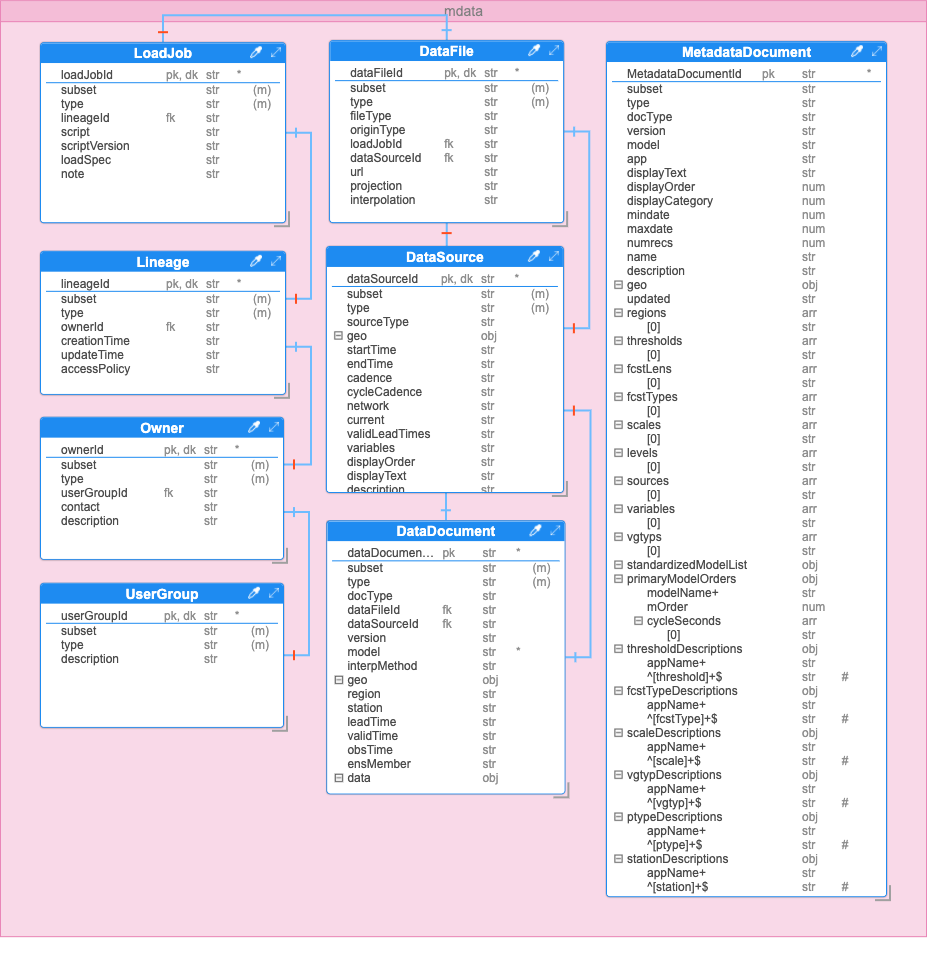 mdata
LoadJob
loadJobId pk, dk str *
subset str (m)
type str (m)
lineageId fk str
script str
scriptVersion str
loadSpec str
note str
Lineage
lineageId pk, dk str *
subset str (m)
type str (m)
ownerId fk str
creationTime str
updateTime str
accessPolicy str
Owner
ownerId pk, dk str *
subset str (m)
type str (m)
userGroupId fk str
contact str
description str
UserGroup
userGroupId pk, dk str *
subset str (m)
type str (m)
description str
DataFile
dataFileId pk, dk str *
subset str (m)
type str (m)
fileType str
originType str
loadJobId fk str
dataSourceId fk str
url str
projection str
interpolation str
DataSource
dataSourceId pk, dk str *
subset str (m)
type str (m)
sourceType str
geo obj
startTime str
endTime str
cadence str
cycleCadence str
network str
current str
validLeadTimes str
variables str
displayOrder str
displayText str
description str
DataDocument
dataDocumen... pk str *
subset str (m)
type str (m)
docType str
dataFileId fk str
dataSourceId fk str
version str
model str *
interpMethod str
geo obj
region str
station str
leadTime str
validTime str
obsTime str
ensMember str
data obj
MetadataDocument
MetadataDocumentId pk str *
subset str
type str
docType str
version str
model str
app str
displayText str
displayOrder num
displayCategory num
mindate num
maxdate num
numrecs num
name str
description str
geo obj
updated str
regions arr
[0] str
thresholds arr
[0] str
fcstLens arr
[0] str
fcstTypes arr
[0] str
scales arr
[0] str
levels arr
[0] str
sources arr
[0] str
variables arr
[0] str
vgtyps arr
[0] str
standardizedModelList obj
primaryModelOrders obj
modelName+ str
mOrder num
cycleSeconds arr
[0] str
thresholdDescriptions obj
appName+ str
^[threshold]+$ str #
fcstTypeDescriptions obj
appName+ str
^[fcstType]+$ str #
scaleDescriptions obj
appName+ str
^[scale]+$ str #
vgtypDescriptions obj
appName+ str
^[vgtyp]+$ str #
ptypeDescriptions obj
appName+ str
^[ptype]+$ str #
stationDescriptions obj
appName+ str
^[station]+$ str #